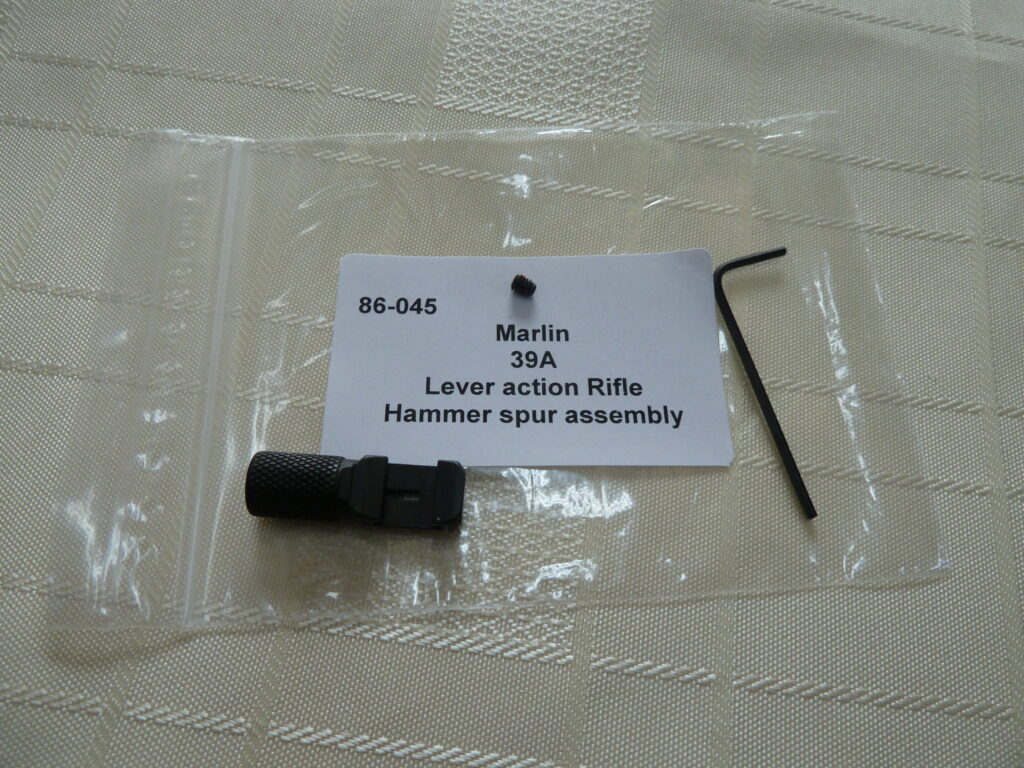 86-045
Marlin
39A
Lever action Rifle
Hammer spur assembly